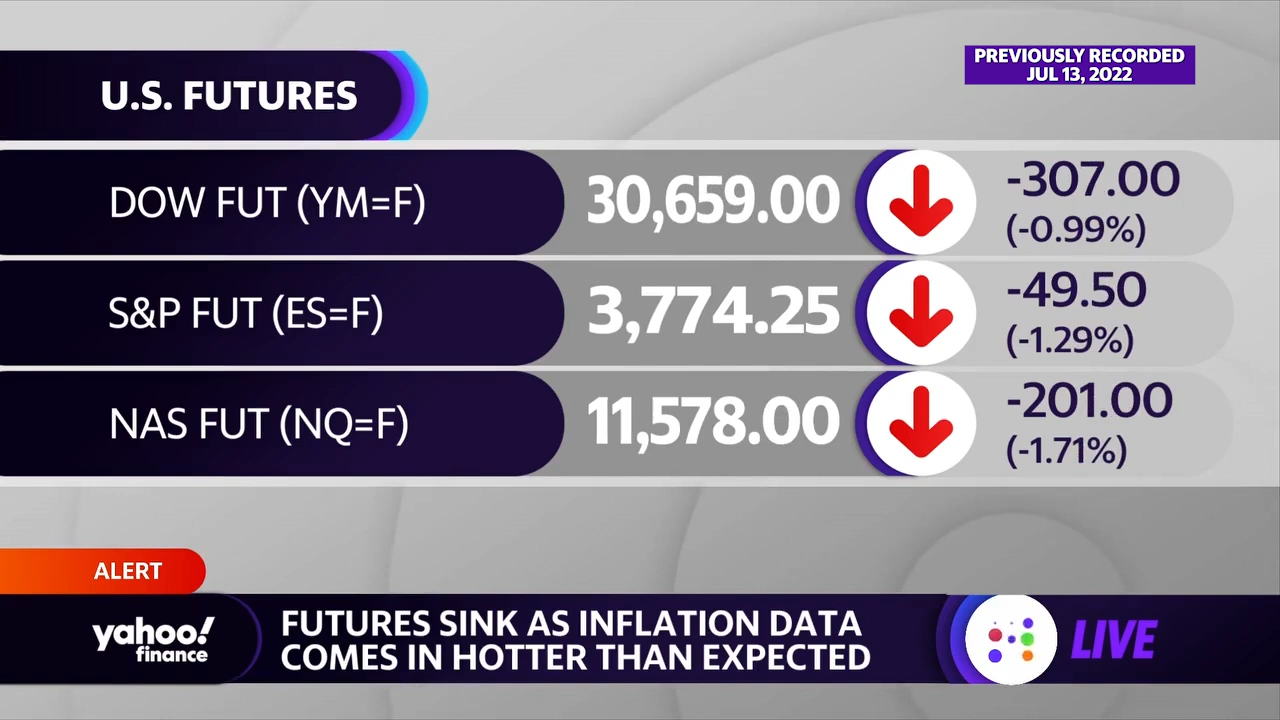 PREVIOUSLY RECORDED
JUL 13, 2022
U.S. FUTURES
DOW FUT (YM=F) 30,659.00 -307.00
(-0.99%)
S&P FUT (ES=F) 3,774.25 -49.50
(-1.29%)
NAS FUT (NQ=F) 11,578.00 -201.00
(-1.71%)
ALERT
yahoo!
finance
FUTURES SINK AS INFLATION DATA
COMES IN HOTTER THAN EXPECTED
LIVE